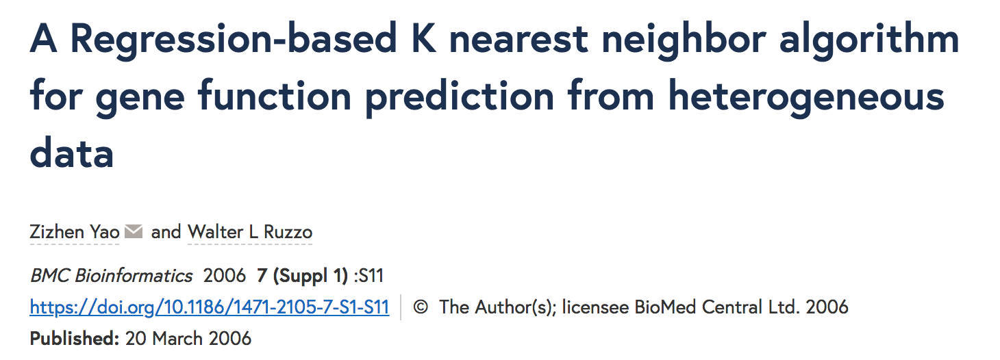 A Regression-based K nearest neighbor algorithm
for gene function prediction from heterogeneous
data
Zizhen Yao and Walter L Ruzzo
BMC Bioinformatics 2006 7 (Suppl 1) :S11
https://doi.org/10.1186/1471-2105-7-S1-S11 © The Author(s); licensee BioMed Central Ltd. 2006
Published: 20 March 2006